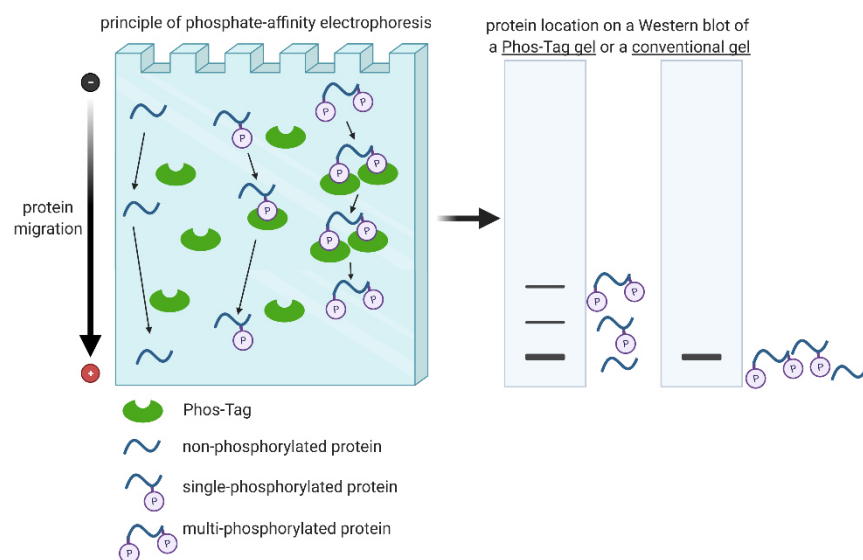 principle of phosphate-affinity electrophoresis
protein location on a Western blot of
a Phos-Tag gel or a conventional gel
−
P
P
P
P
P
protein
migration
P
P
P
P
P
P
P
P
P
P
P
P
P
+
Phos-Tag
non-phosphorylated protein
single-phosphorylated protein
P
multi-phosphorylated protein
P
P